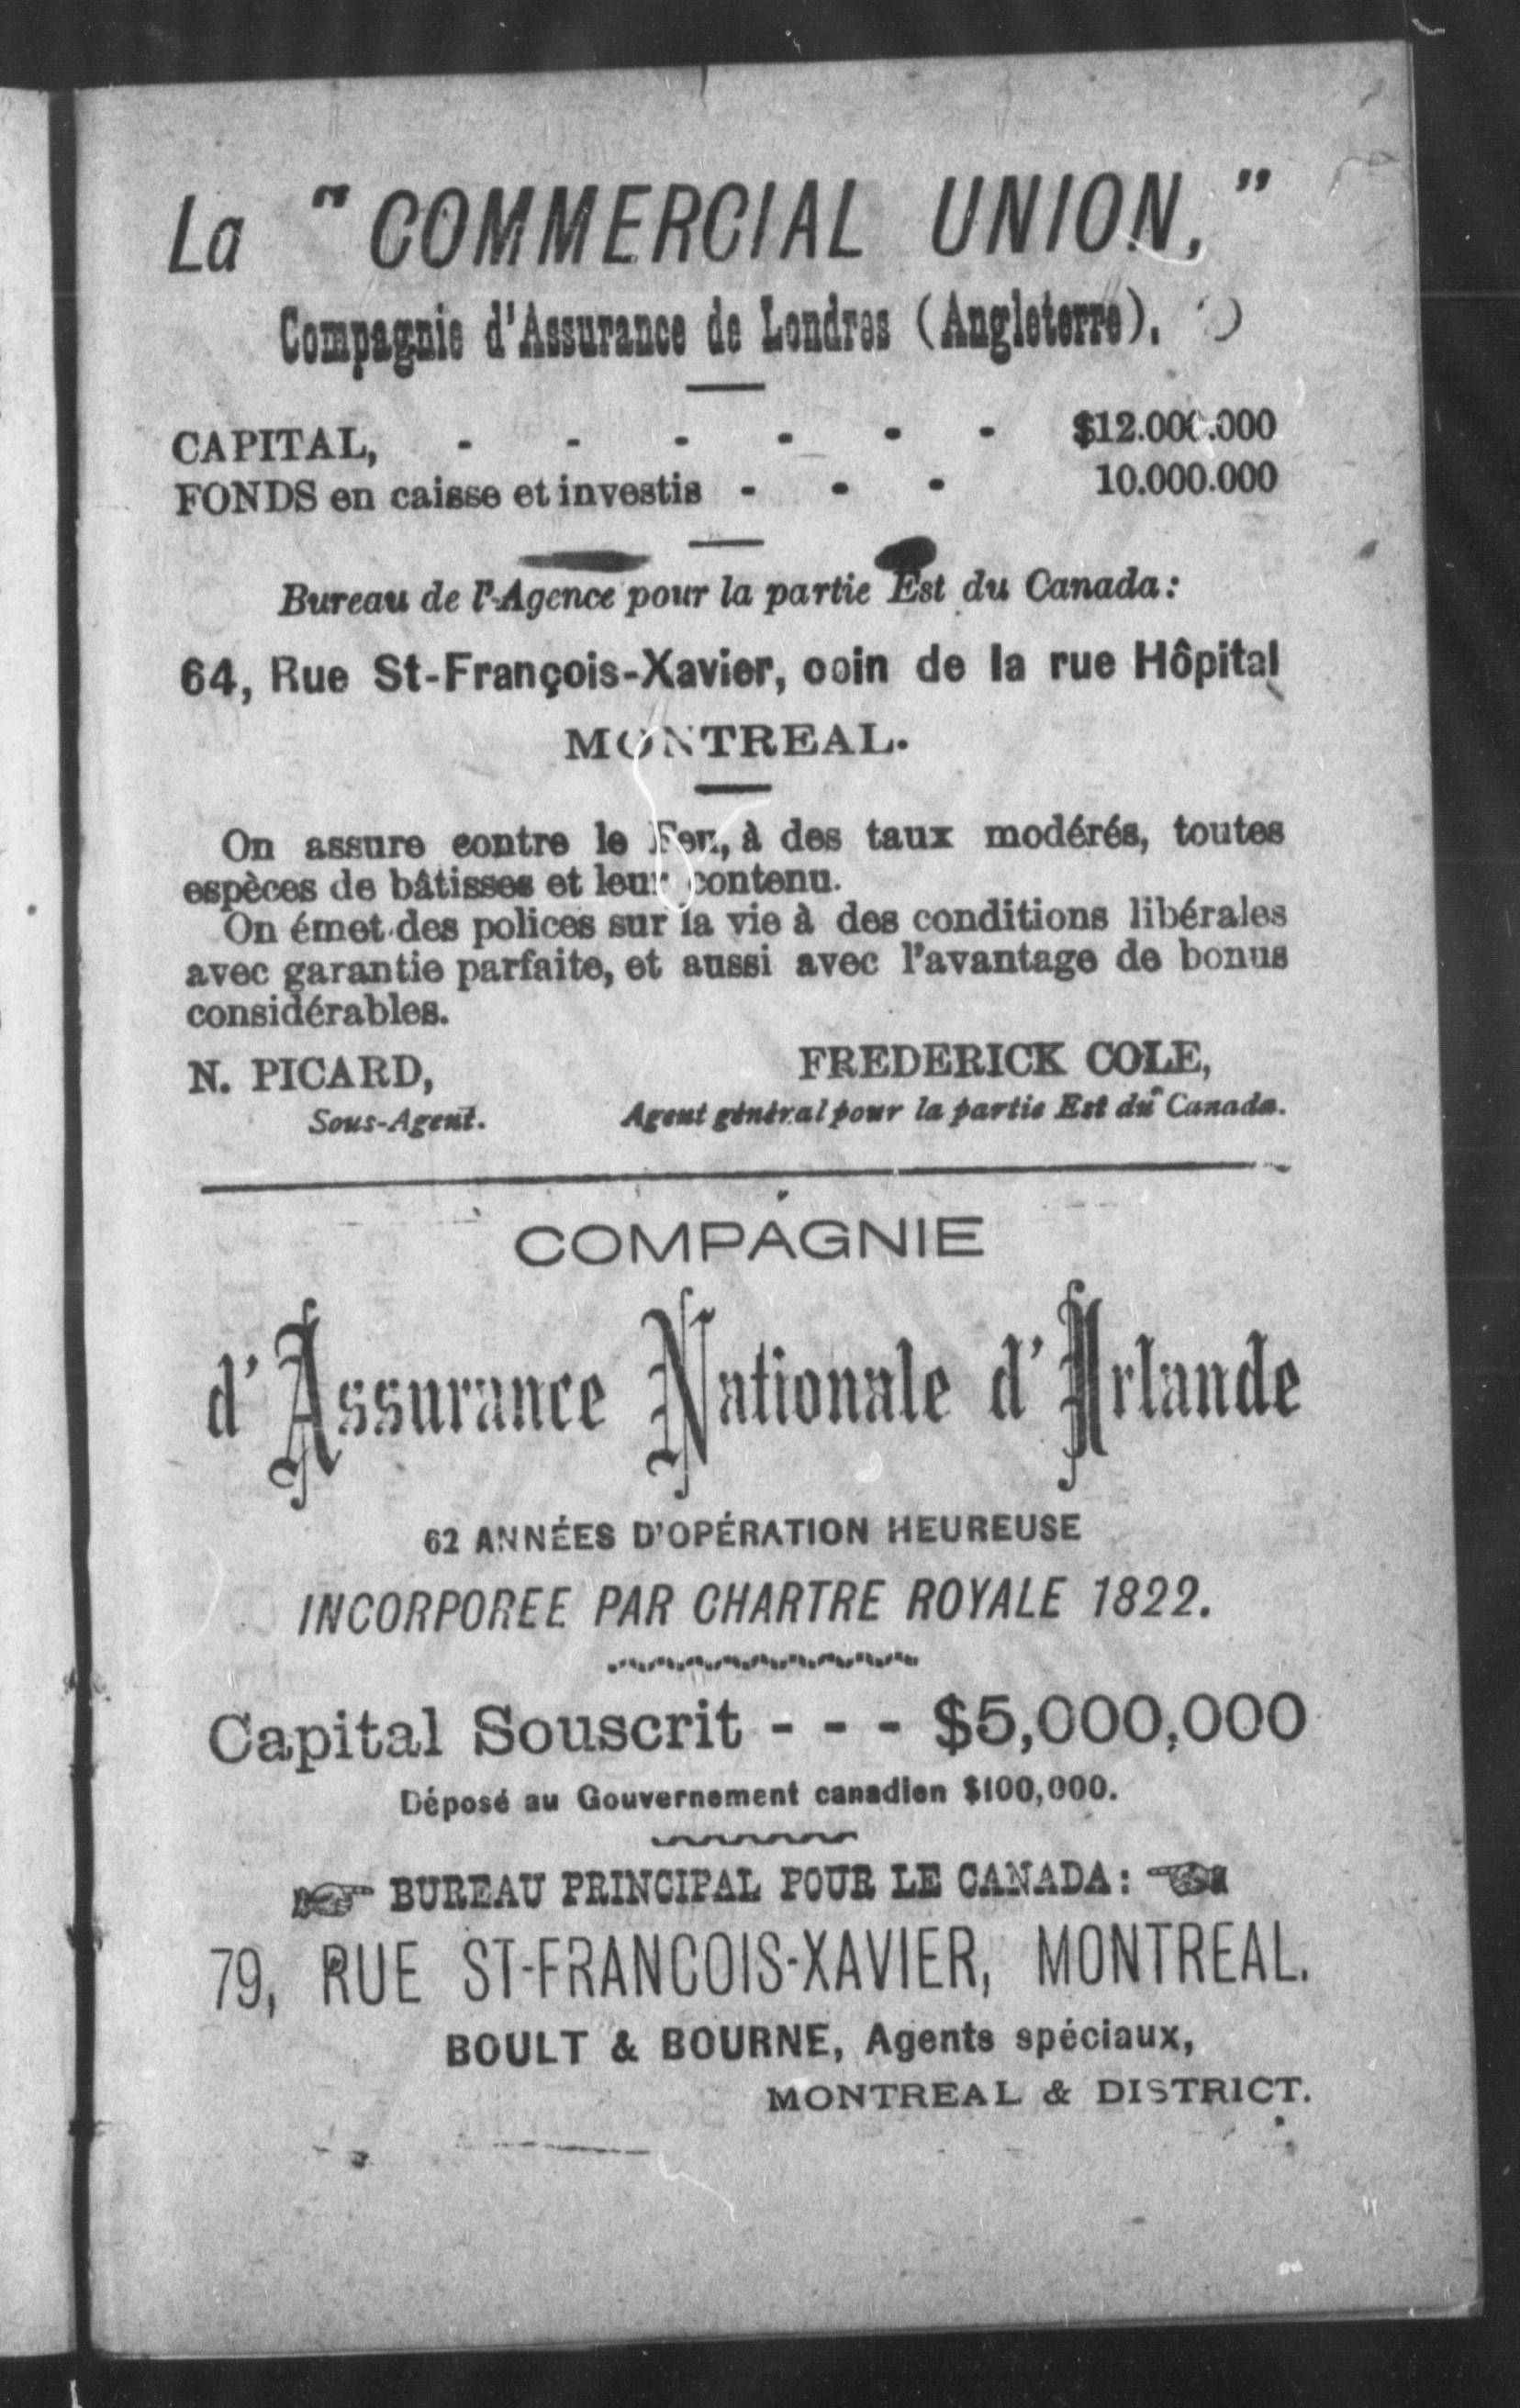 La "COMMERCIAL UNION,"
Compagnie d'Assurance de Londres (Angleterre).
CAPITAL, - - - - - - $12.000.000
FONDS en caisse et investis - - - 10.000.000
Bureau de l'Agence pour la partie Est du Canada:
64, Rue St-François-Xavier, coin de la rue Hôpital
MONTREAL.
On assure contre le Feu, à des taux modérés, toutes
espèces de bâtisses et leur contenu.
On émet des polices sur la vie à des conditions libérales
avec garantie parfaite, et aussi avec l'avantage de bonus
considérables.
N. PICARD,
Sous-Agent.
FREDERICK COLE,
Agent général pour la partie Est du Canada.
COMPAGNIE
d'Assurance Nationale d'Irlande
62 ANNÉES D'OPÉRATION HEUREUSE
INCORPOREE PAR CHARTRE ROYALE 1822.
Capital Souscrit - - - $5,000,000
Déposé au Gouvernement canadien $100,000.
☞ BUREAU PRINCIPAL POUR LE CANADA: ☜
79, RUE ST-FRANCOIS-XAVIER, MONTREAL.
BOULT & BOURNE, Agents spéciaux,
MONTREAL & DISTRICT.